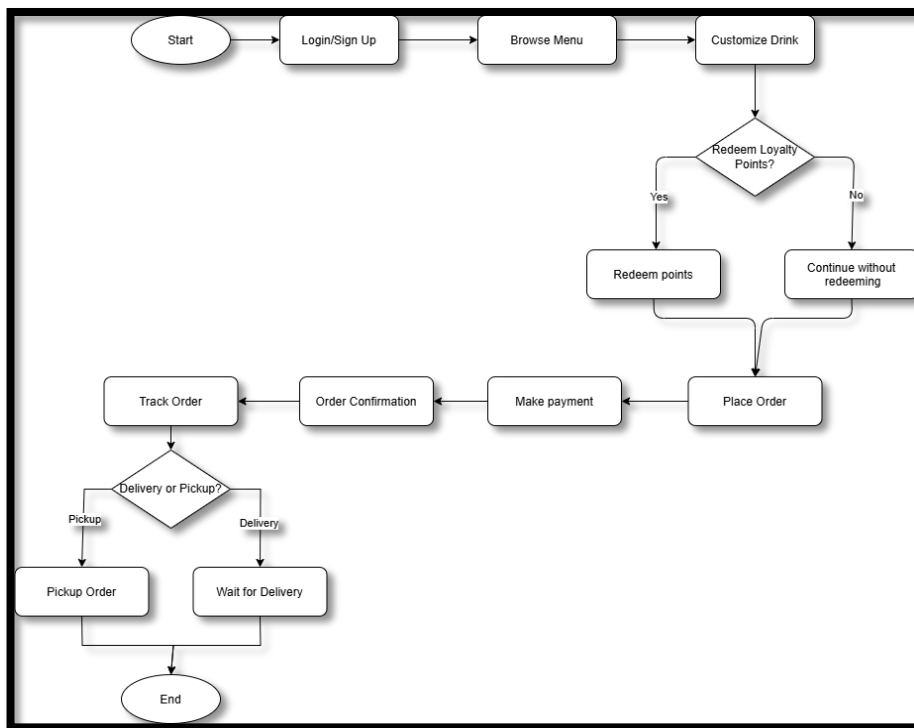 Start
Login/Sign Up
Browse Menu
Customize Drink
Redeem Loyalty
Points?
Yes
No
Redeem points
Continue without
redeeming
Track Order
Order Confirmation
Make payment
Place Order
Delivery or Pickup?
Pickup
Delivery
Pickup Order
Wait for Delivery
End